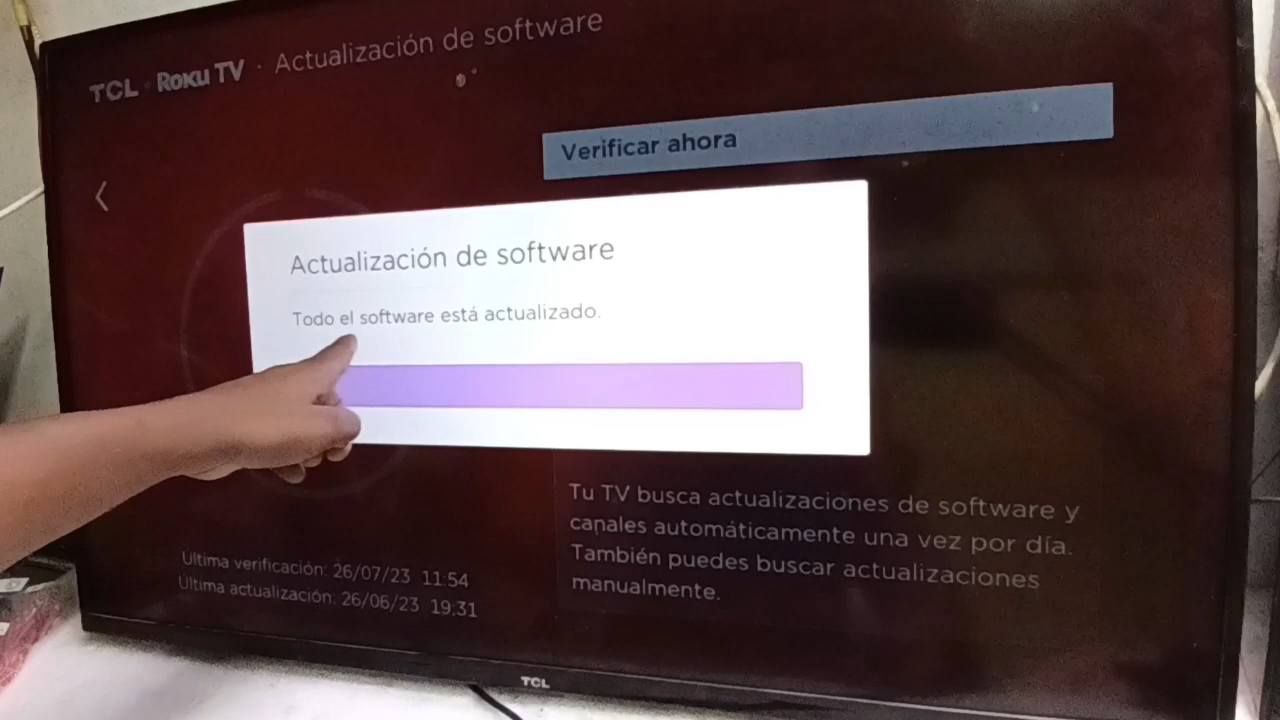 TCL · Roku TV · Actualización de software
Verificar ahora
Actualización de software
Todo el software está actualizado.
Tu TV busca actualizaciones de software y
canales automáticamente una vez por día.
También puedes buscar actualizaciones
manualmente.
Última verificación: 26/07/23 11:54
Última actualización: 26/06/23 19:31
TCL